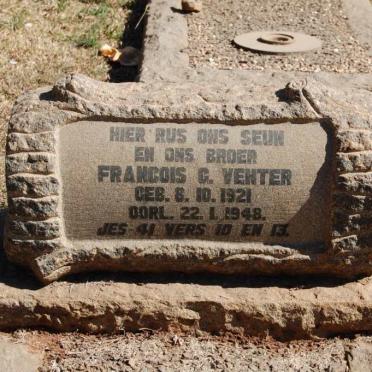 HIER RUS ONS SEUN
EN ONS BROER
FRANCOIS G. VENTER
GEB. 6. 10. 1921
OORL. 22. 1. 1948.
JES 41 VERS 10 EN 13.